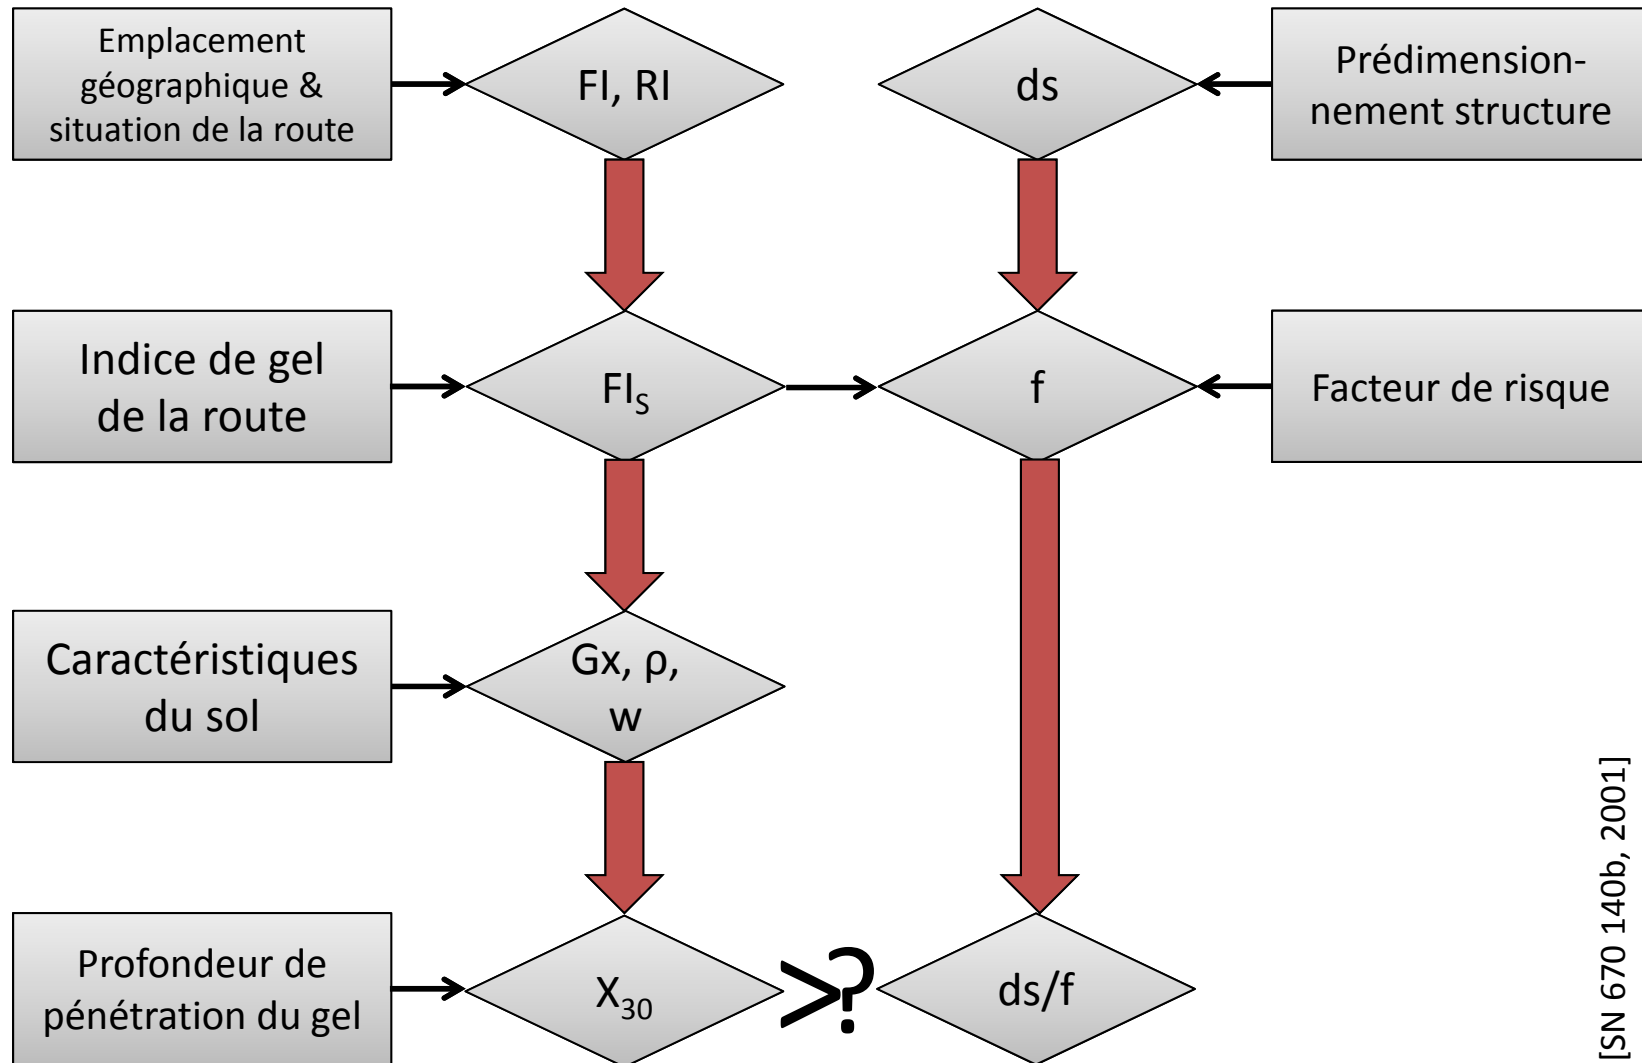 Emplacement
géographique &
situation de la route
FI, RI
ds
Prédimension-
nement structure
Indice de gel
de la route
FIS
f
Facteur de risque
Caractéristiques
du sol
Gx, ρ,
w
Profondeur de
pénétration du gel
X30
>?
ds/f
[SN 670 140b, 2001]